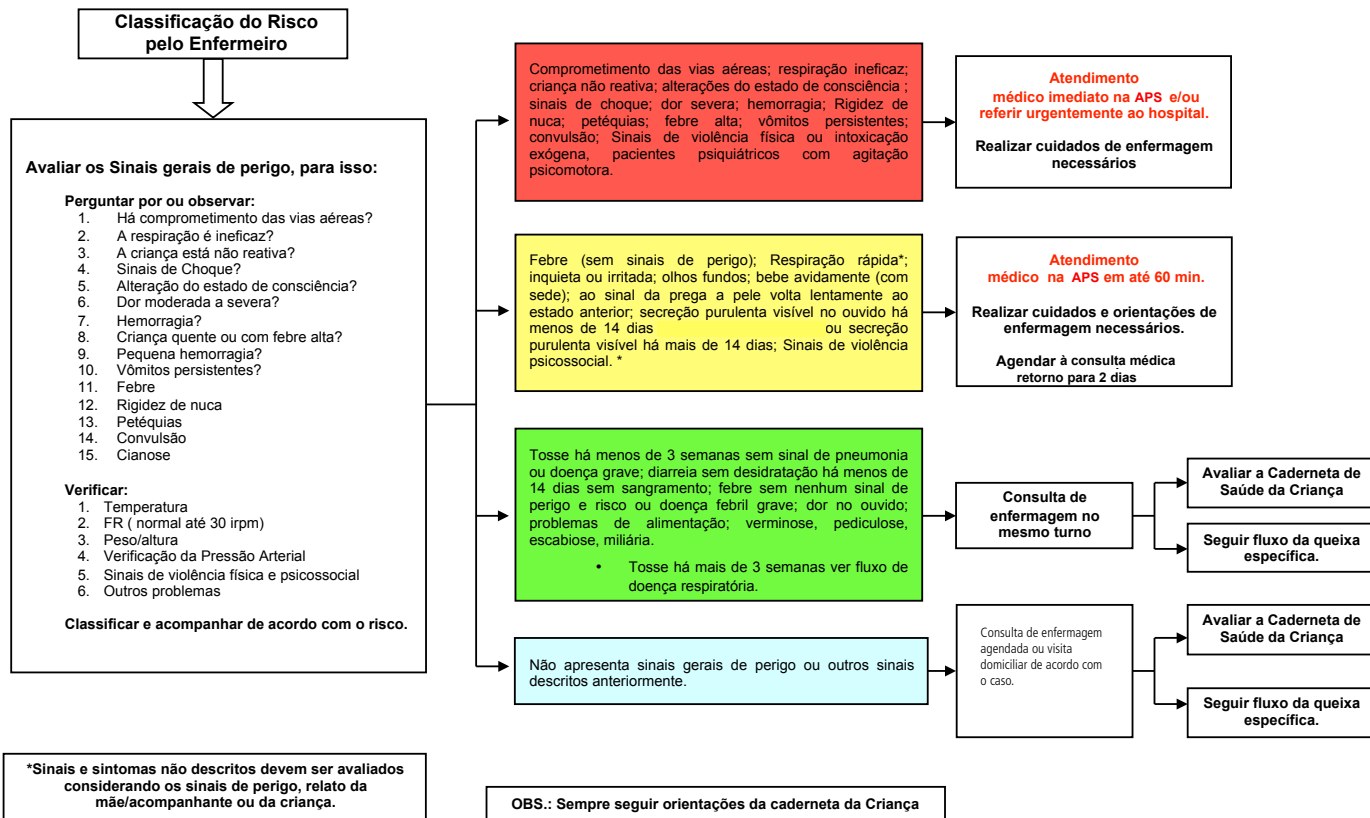 Classificação do Risco
pelo Enfermeiro
Avaliar os Sinais gerais de perigo, para isso:
Perguntar por ou observar:
1. Há comprometimento das vias aéreas?
2. A respiração é ineficaz?
3. A criança está não reativa?
4. Sinais de Choque?
5. Alteração do estado de consciência?
6. Dor moderada a severa?
7. Hemorragia?
8. Criança quente ou com febre alta?
9. Pequena hemorragia?
10. Vômitos persistentes?
11. Febre
12. Rigidez de nuca
13. Petéquias
14. Convulsão
15. Cianose
Verificar:
1. Temperatura
2. FR ( normal até 30 irpm)
3. Peso/altura
4. Verificação da Pressão Arterial
5. Sinais de violência física e psicossocial
6. Outros problemas
Classificar e acompanhar de acordo com o risco.
Comprometimento das vias aéreas; respiração ineficaz;
criança não reativa; alterações do estado de consciência ;
sinais de choque; dor severa; hemorragia; Rigidez de
nuca; petéquias; febre alta; vômitos persistentes;
convulsão; Sinais de violência física ou intoxicação
exógena, pacientes psiquiátricos com agitação
psicomotora.
Atendimento
médico imediato na APS e/ou
referir urgentemente ao hospital.
Realizar cuidados de enfermagem
necessários
Febre (sem sinais de perigo); Respiração rápida*;
inquieta ou irritada; olhos fundos; bebe avidamente (com
sede); ao sinal da prega a pele volta lentamente ao
estado anterior; secreção purulenta visível no ouvido há
menos de 14 dias ou secreção
purulenta visível há mais de 14 dias; Sinais de violência
psicossocial. *
Atendimento
médico na APS em até 60 min.
Realizar cuidados e orientações de
enfermagem necessários.
Agendar à consulta médica
retorno para 2 dias
Tosse há menos de 3 semanas sem sinal de pneumonia
ou doença grave; diarreia sem desidratação há menos de
14 dias sem sangramento; febre sem nenhum sinal de
perigo e risco ou doença febril grave; dor no ouvido;
problemas de alimentação; verminose, pediculose,
escabiose, miliária.
• Tosse há mais de 3 semanas ver fluxo de
doença respiratória.
Consulta de
enfermagem no
mesmo turno
Avaliar a Caderneta de
Saúde da Criança
Seguir fluxo da queixa
específica.
Não apresenta sinais gerais de perigo ou outros sinais
descritos anteriormente.
Consulta de enfermagem
agendada ou visita
domiciliar de acordo com
o caso.
Avaliar a Caderneta de
Saúde da Criança
Seguir fluxo da queixa
específica.
*Sinais e sintomas não descritos devem ser avaliados
considerando os sinais de perigo, relato da
mãe/acompanhante ou da criança.
OBS.: Sempre seguir orientações da caderneta da Criança